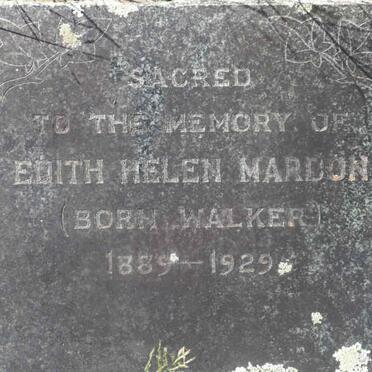 SACRED
TO THE MEMORY OF
EDITH HELEN MARDON
(BORN WALKER)
1889–1929